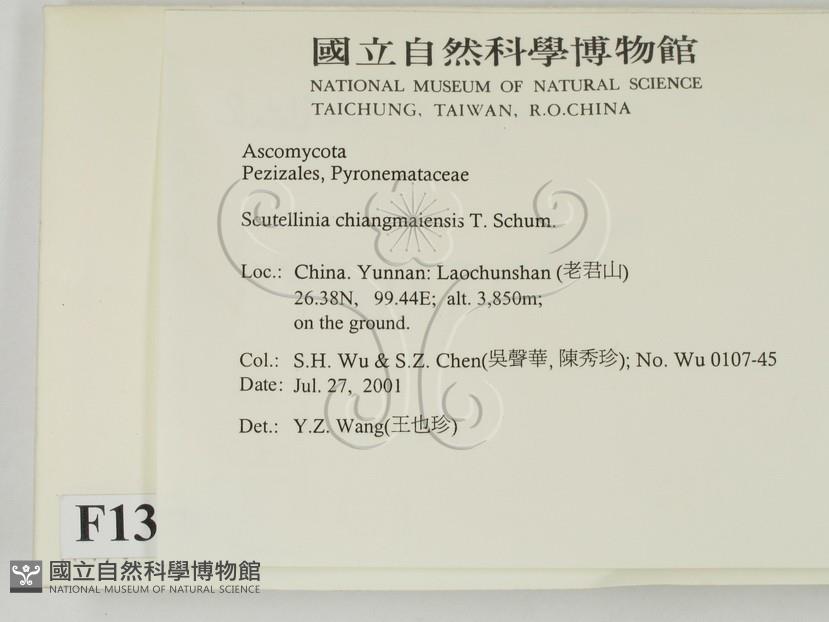 國立自然科學博物館
NATIONAL MUSEUM OF NATURAL SCIENCE
TAICHUNG, TAIWAN, R.O.CHINA
Ascomycota
Pezizales, Pyronemataceae
Scutellinia chiangmaiensis T. Schum.
Loc.: China. Yunnan: Laochunshan (老君山)
26.38N, 99.44E; alt. 3,850m;
on the ground.
Col.: S.H. Wu & S.Z. Chen(吳聲華, 陳秀珍); No. Wu 0107-45
Date: Jul. 27, 2001
Det.: Y.Z. Wang(王也珍)
F13
國立自然科學博物館
NATIONAL MUSEUM OF NATURAL SCIENCE